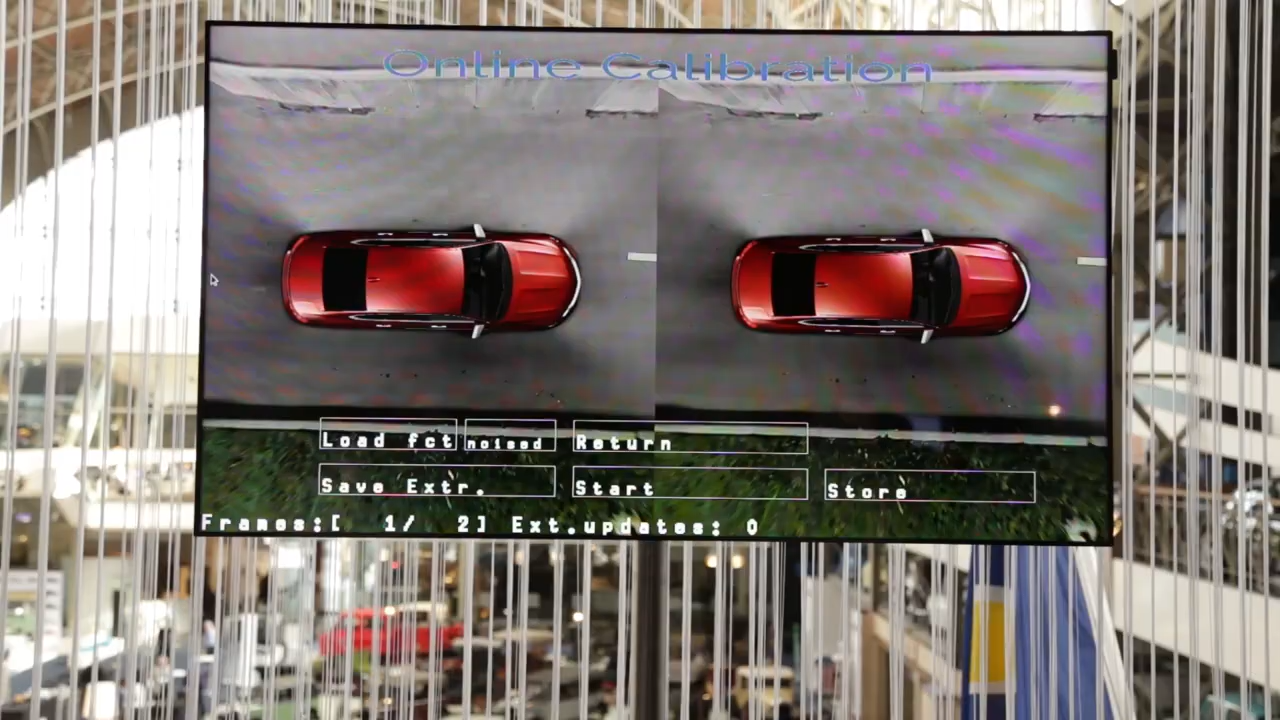 Online Calibration
Load fct noised Return
Save Extr. Start Store
Frames:[ 1/ 2] Ext.updates: 0